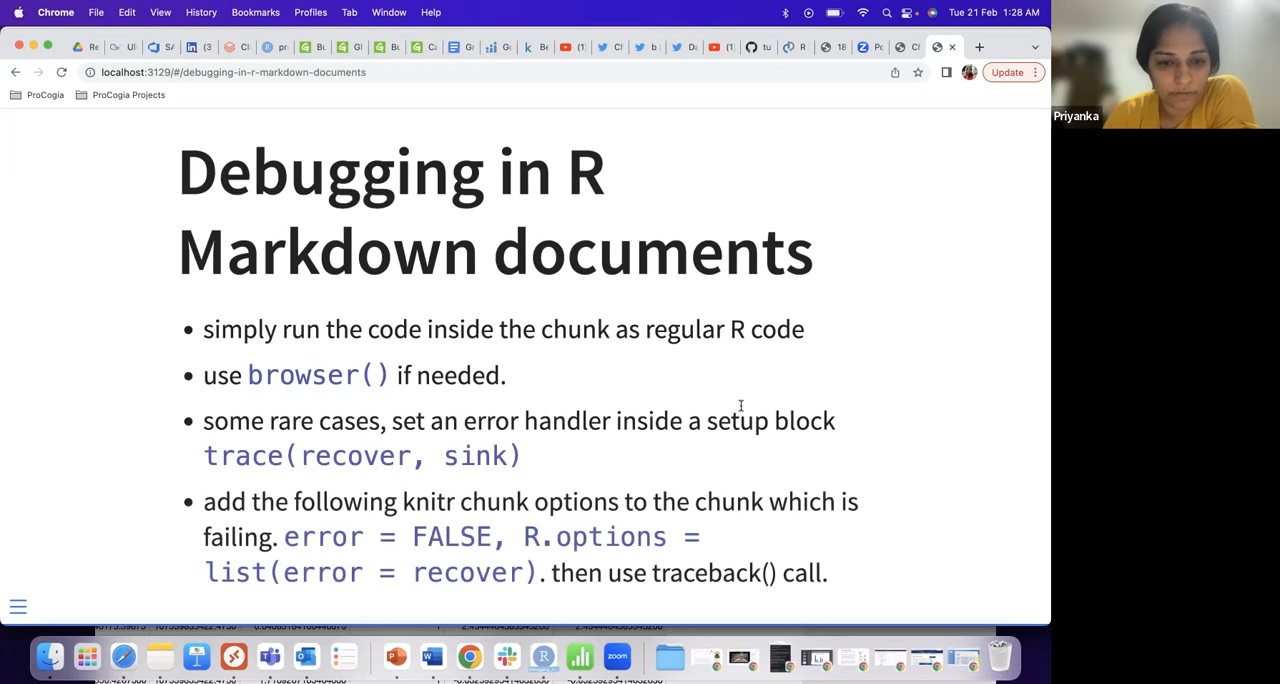 Chrome File Edit View History Bookmarks Profiles Tab Window Help Tue 21 Feb 1:28 AM
localhost:3129/#/debugging-in-r-markdown-documents Update
ProCogia ProCogia Projects
Priyanka
Debugging in R
Markdown documents
• simply run the code inside the chunk as regular R code
• use browser() if needed.
• some rare cases, set an error handler inside a setup block
trace(recover, sink)
• add the following knitr chunk options to the chunk which is
failing. error = FALSE, R.options =
list(error = recover). then use traceback() call.
zoom